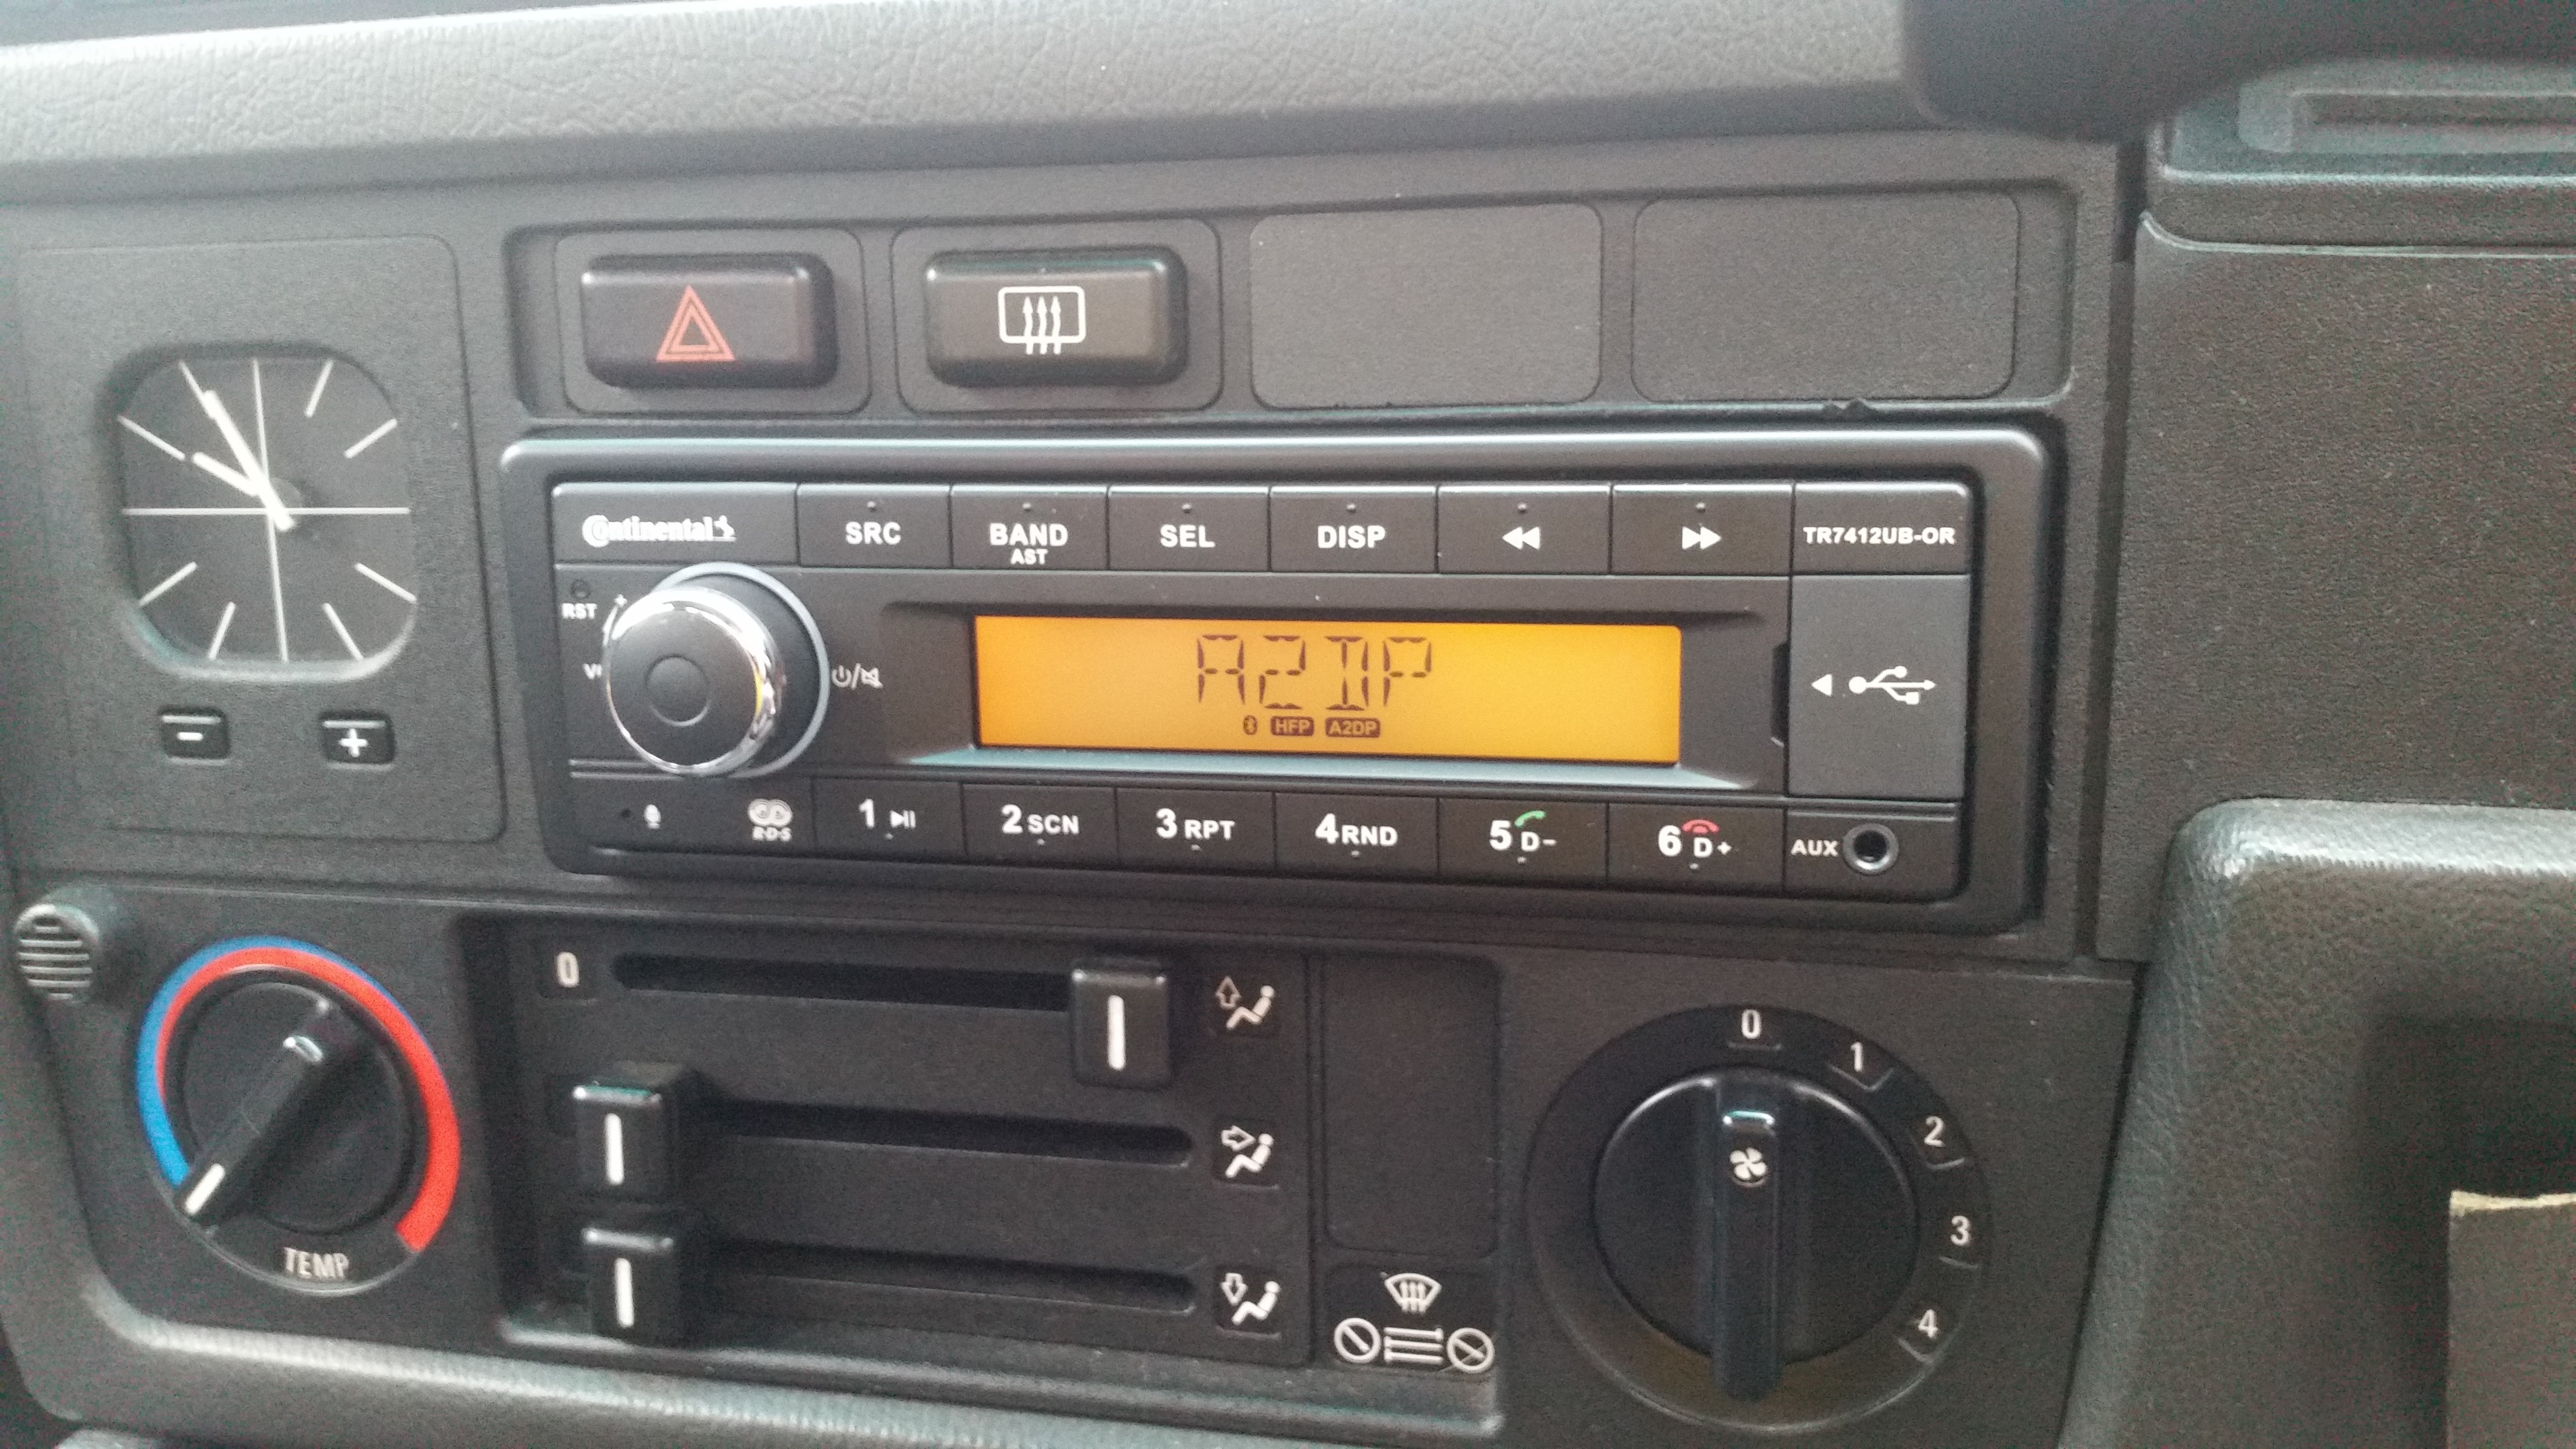 Continental
SRC
BAND
AST
SEL
DISP
TR7412UB-OR
RST
A2DP
HFP A2DP
R·D·S
1
2 SCN
3 RPT
4 RND
5 D-
6 D+
AUX
TEMP
0
0
1
2
3
4